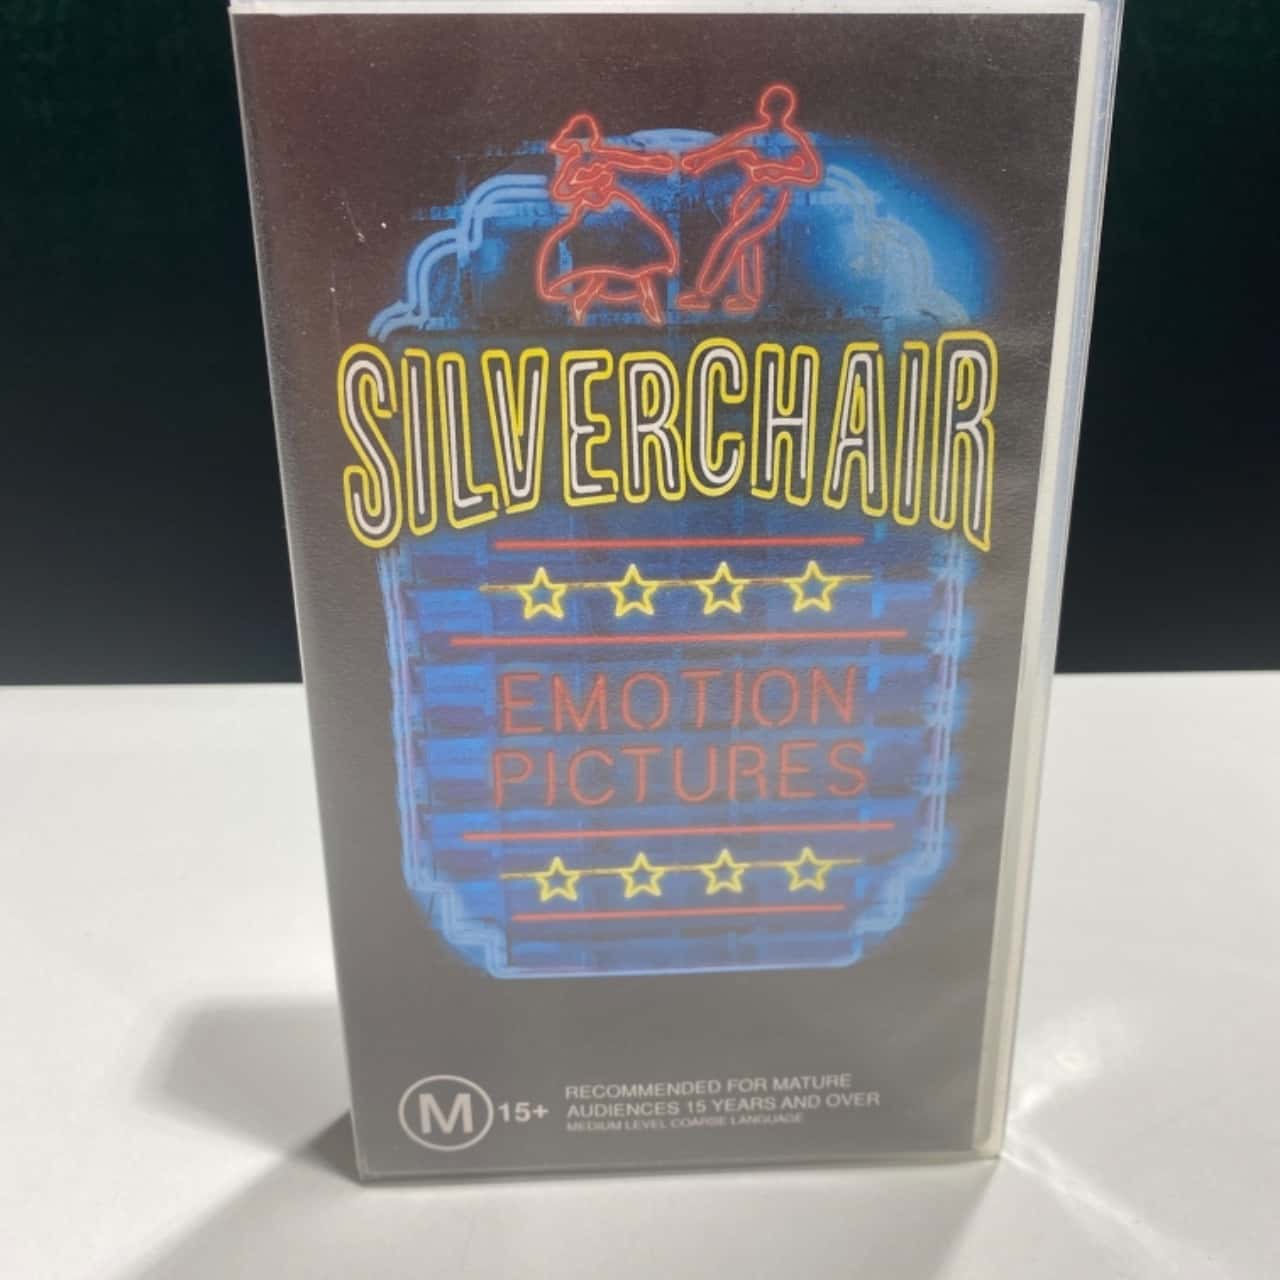 SILVERCHAIR
EMOTION
PICTURES
M 15+
RECOMMENDED FOR MATURE
AUDIENCES 15 YEARS AND OVER
MEDIUM LEVEL COARSE LANGUAGE